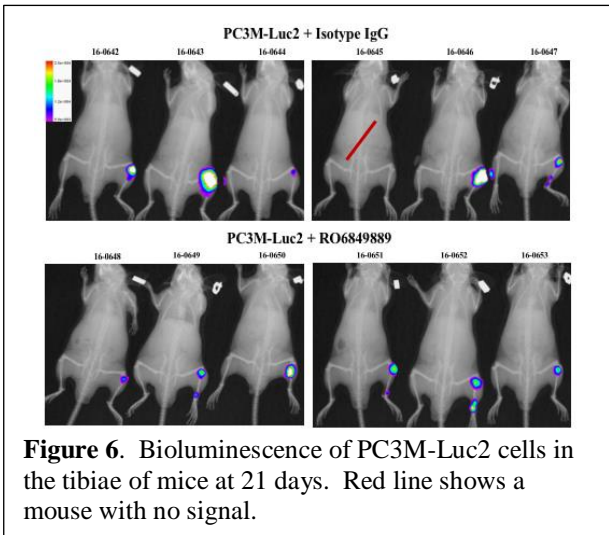 PC3M-Luc2 + Isotype IgG
16-0642 16-0643 16-0644 16-0645 16-0646 16-0647
PC3M-Luc2 + RO6849889
16-0648 16-0649 16-0650 16-0651 16-0652 16-0653
Figure 6. Bioluminescence of PC3M-Luc2 cells in
the tibiae of mice at 21 days. Red line shows a
mouse with no signal.